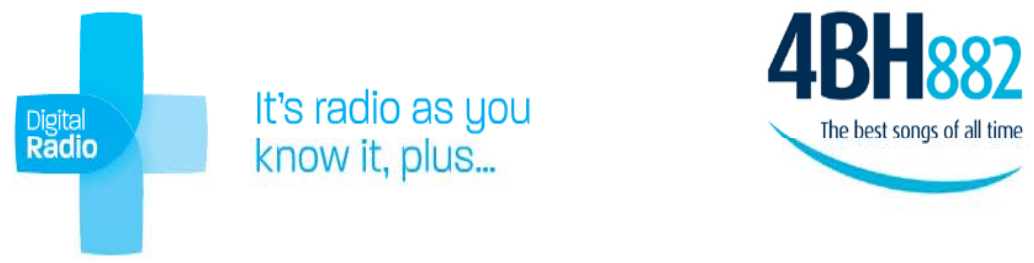 Digital
Radio
It's radio as you
know it, plus...
4BH882
The best songs of all time